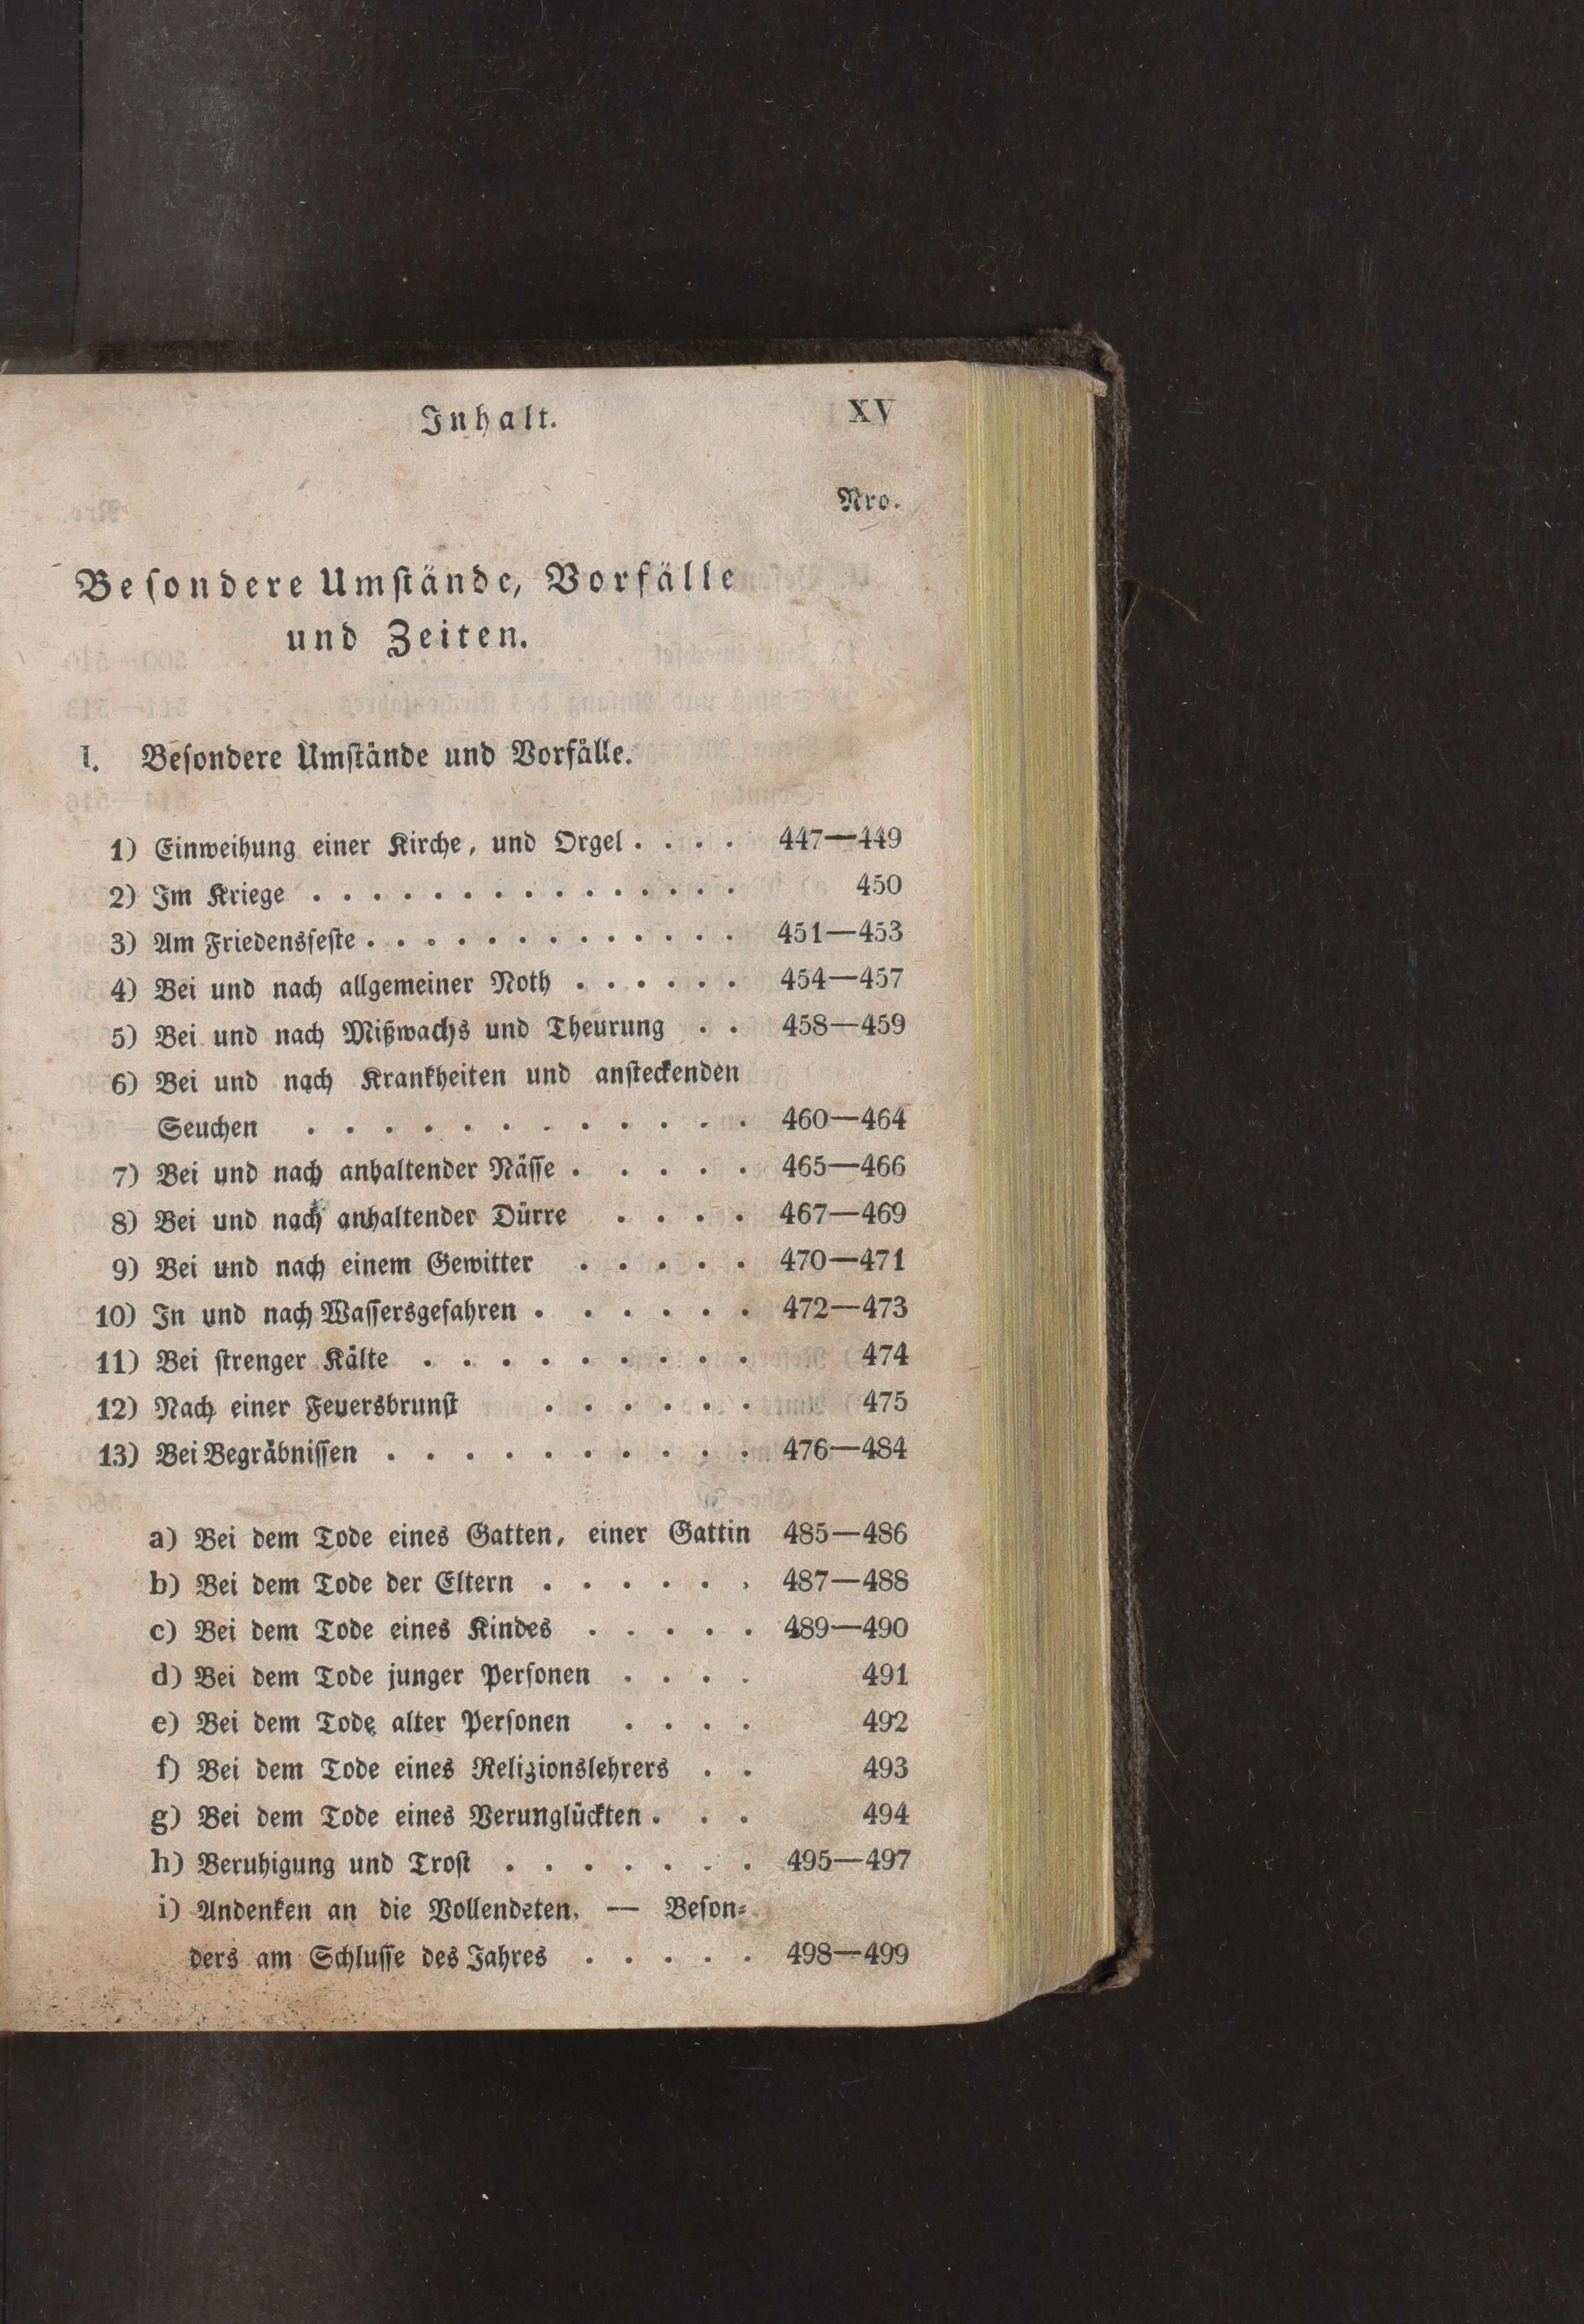 Inhalt. XV
Nro.
Beſondere Umſtände, Vorfälle
und Zeiten.
I. Beſondere Umſtände und Vorfälle.
1) Einweihung einer Kirche, und Orgel . . . . 447—449
2) Im Kriege . . . . . . . . . . . . . . . 450
3) Am Friedensfeſte . . . . . . . . . . . . . 451—453
4) Bei und nach allgemeiner Noth . . . . . . 454—457
5) Bei und nach Mißwachs und Theurung . . 458—459
6) Bei und nach Krankheiten und anſteckenden
Seuchen . . . . . . . . . . . . 460—464
7) Bei und nach anhaltender Näſſe . . . . . 465—466
8) Bei und nach anhaltender Dürre . . . . 467—469
9) Bei und nach einem Gewitter . . . . . 470—471
10) In und nach Waſſersgefahren . . . . . . 472—473
11) Bei ſtrenger Kälte . . . . . . . . . 474
12) Nach einer Feuersbrunſt . . . . . . 475
13) Bei Begräbniſſen . . . . . . . . . . 476—484
a) Bei dem Tode eines Gatten, einer Gattin 485—486
b) Bei dem Tode der Eltern . . . . . . 487—488
c) Bei dem Tode eines Kindes . . . . . 489—490
d) Bei dem Tode junger Perſonen . . . . 491
e) Bei dem Tode alter Perſonen . . . . 492
f) Bei dem Tode eines Religionslehrers . . 493
g) Bei dem Tode eines Verunglückten . . . 494
h) Beruhigung und Troſt . . . . . . . 495—497
i) Andenken an die Vollendeten. — Beſon⸗
ders am Schluſſe des Jahres . . . . . 498—499